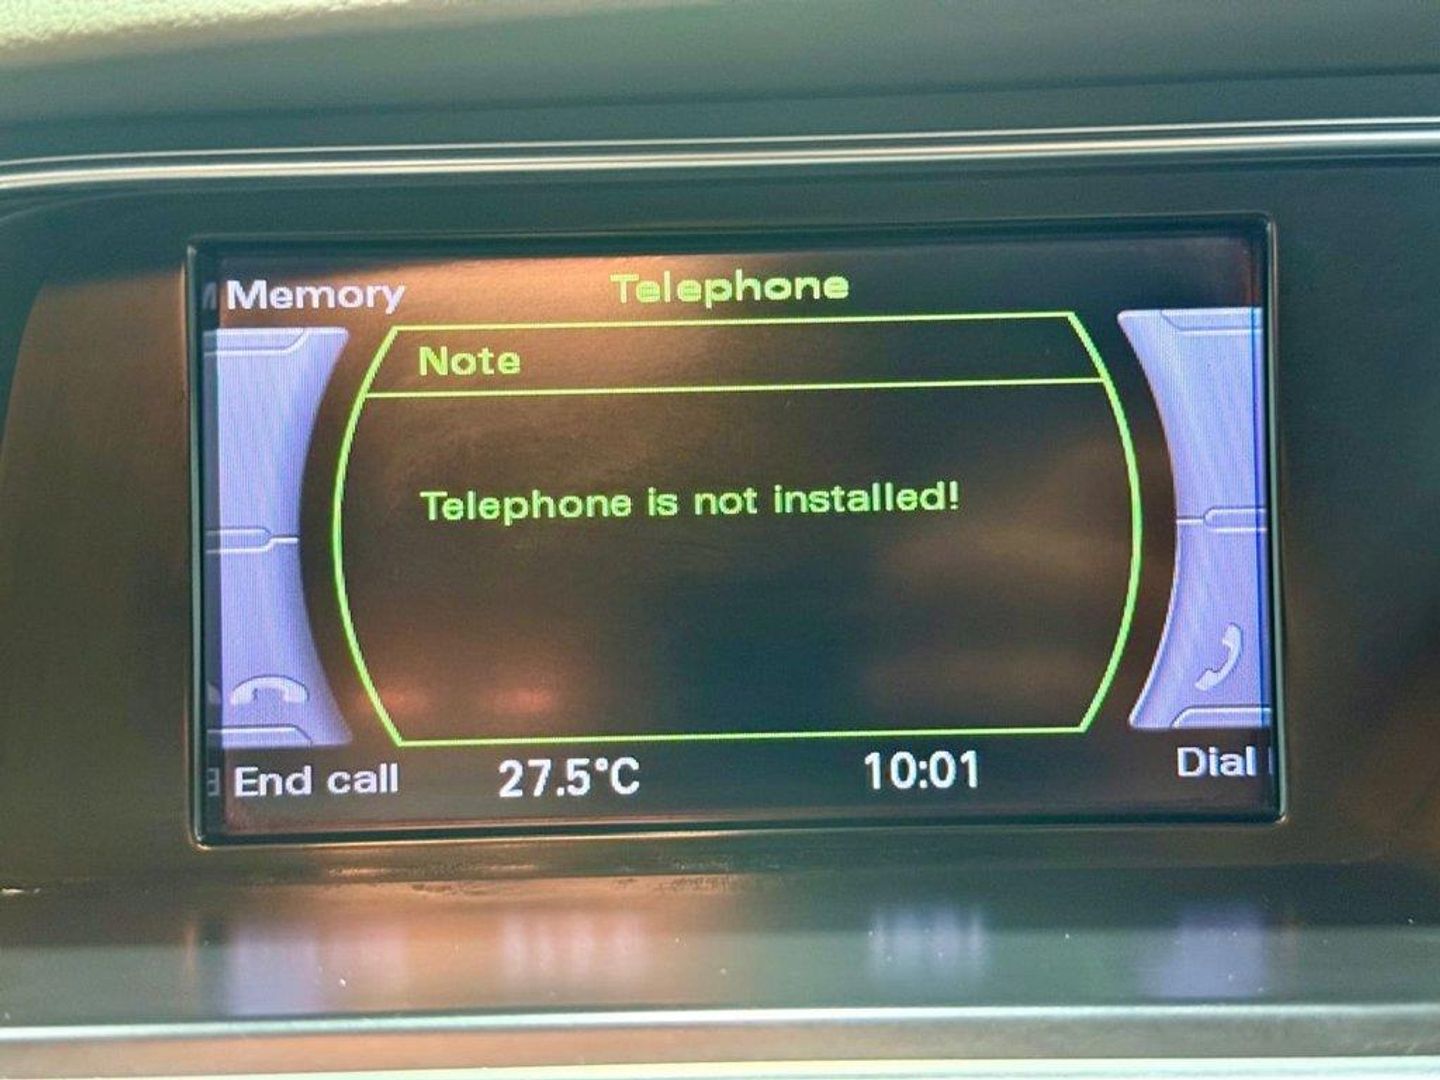 Memory
Telephone
Note
Telephone is not installed!
End call
27.5°C
10:01
Dial